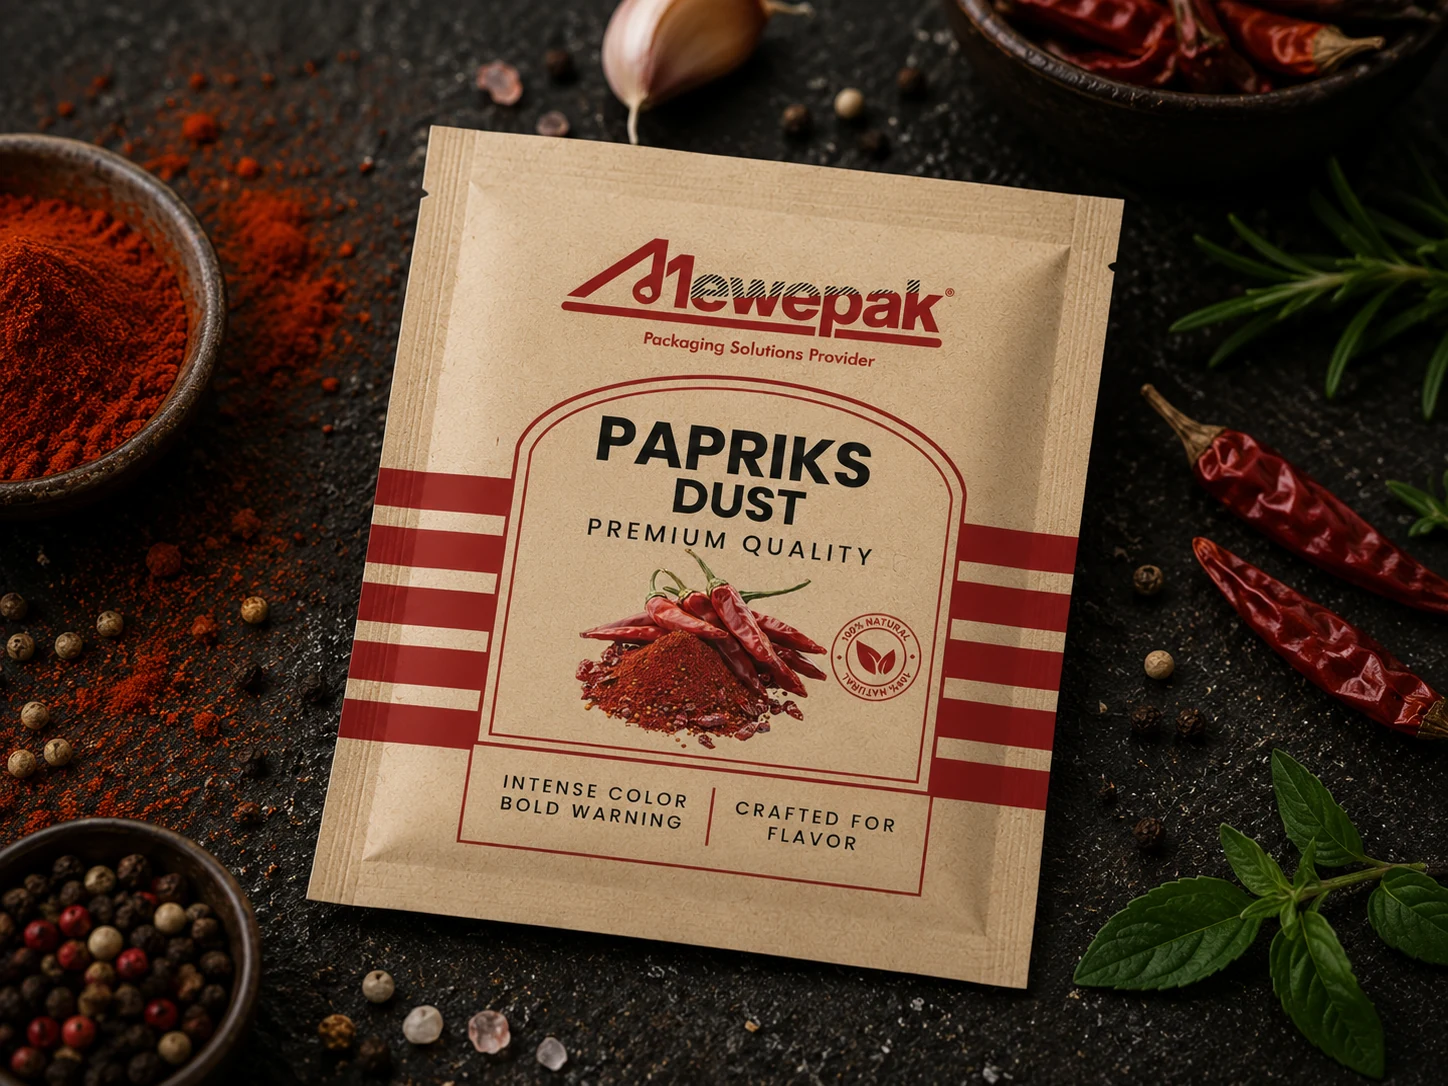 Mewepak®
Packaging Solutions Provider
PAPRIKS
DUST
PREMIUM QUALITY
100% NATURAL
100% NATURAL
INTENSE COLOR
BOLD WARNING
CRAFTED FOR
FLAVOR